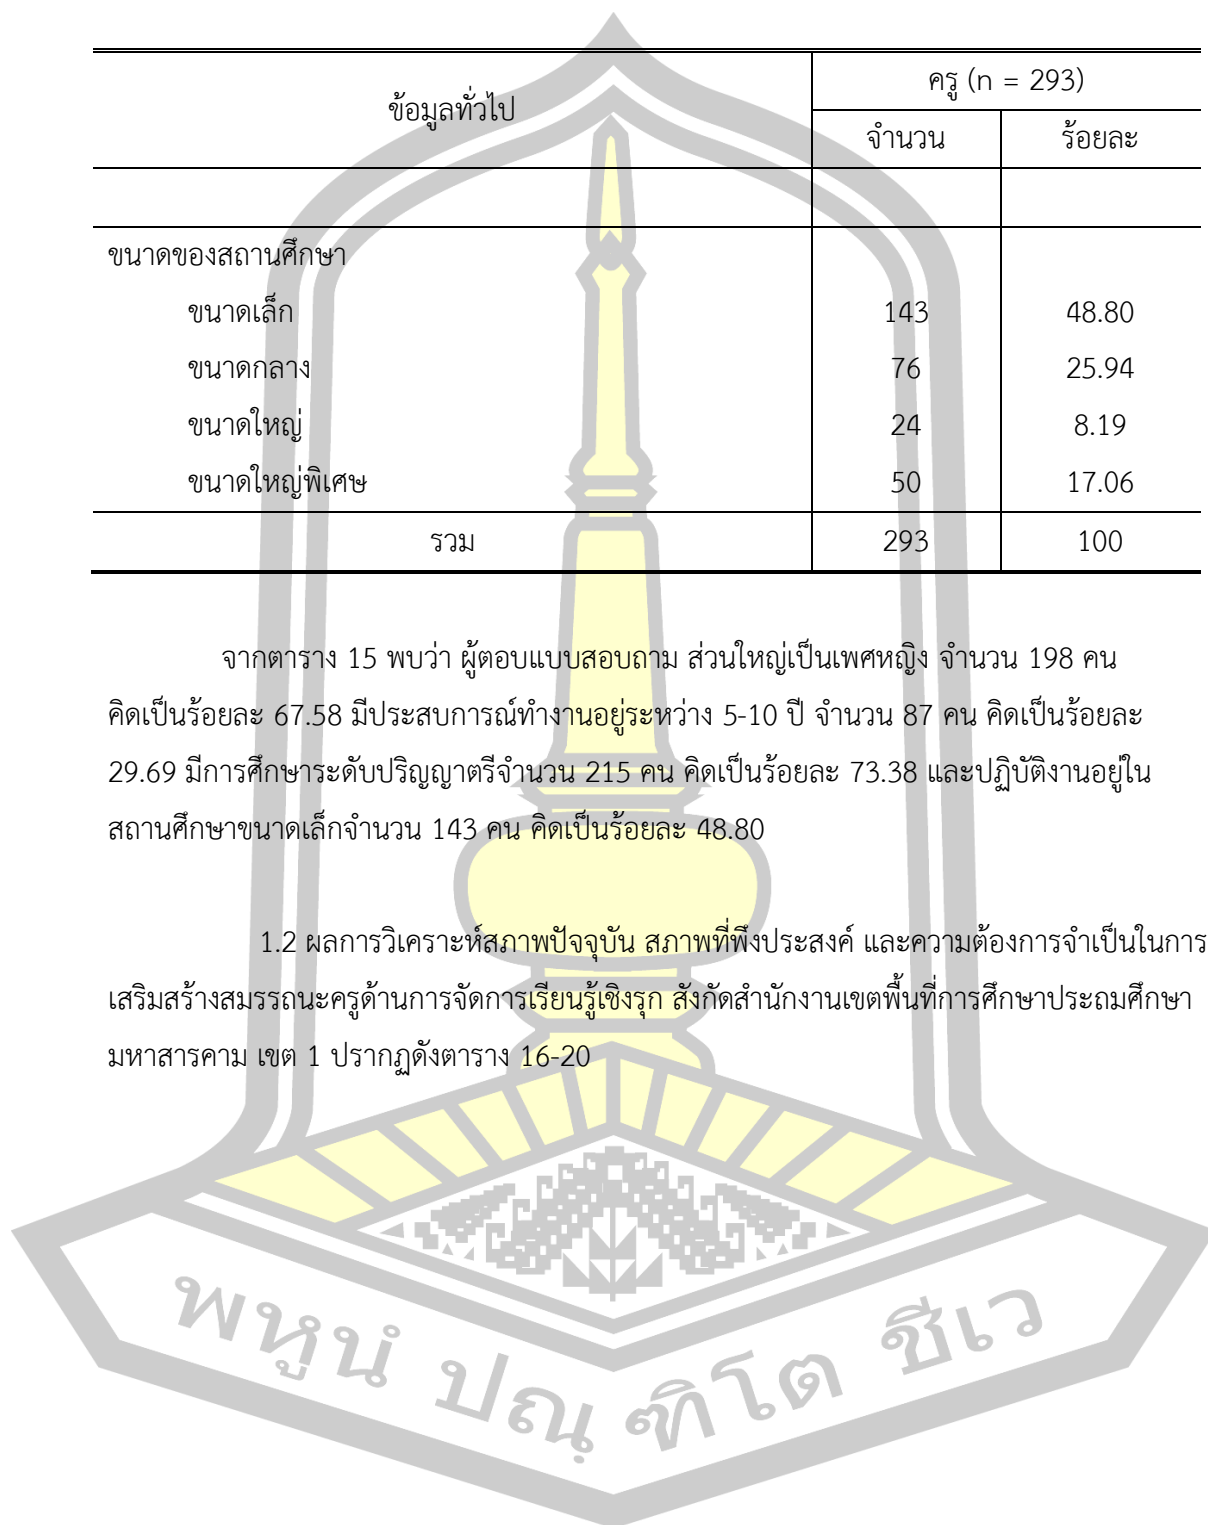 ข้อมูลทั่วไป ครู (n = 293)
จำนวน ร้อยละ
ขนาดของสถานศึกษา
ขนาดเล็ก 143 48.80
ขนาดกลาง 76 25.94
ขนาดใหญ่ 24 8.19
ขนาดใหญ่พิเศษ 50 17.06
รวม 293 100
จากตาราง 15 พบว่า ผู้ตอบแบบสอบถาม ส่วนใหญ่เป็นเพศหญิง จำนวน 198 คน
คิดเป็นร้อยละ 67.58 มีประสบการณ์ทำงานอยู่ระหว่าง 5-10 ปี จำนวน 87 คน คิดเป็นร้อยละ
29.69 มีการศึกษาระดับปริญญาตรีจำนวน 215 คน คิดเป็นร้อยละ 73.38 และปฏิบัติงานอยู่ใน
สถานศึกษาขนาดเล็กจำนวน 143 คน คิดเป็นร้อยละ 48.80
1.2 ผลการวิเคราะห์สภาพปัจจุบัน สภาพที่พึงประสงค์ และความต้องการจำเป็นในการ
เสริมสร้างสมรรถนะครูด้านการจัดการเรียนรู้เชิงรุก สังกัดสำนักงานเขตพื้นที่การศึกษาประถมศึกษา
มหาสารคาม เขต 1 ปรากฏดังตาราง 16-20
พหูนํ ปณฺฑิโต ชีเว